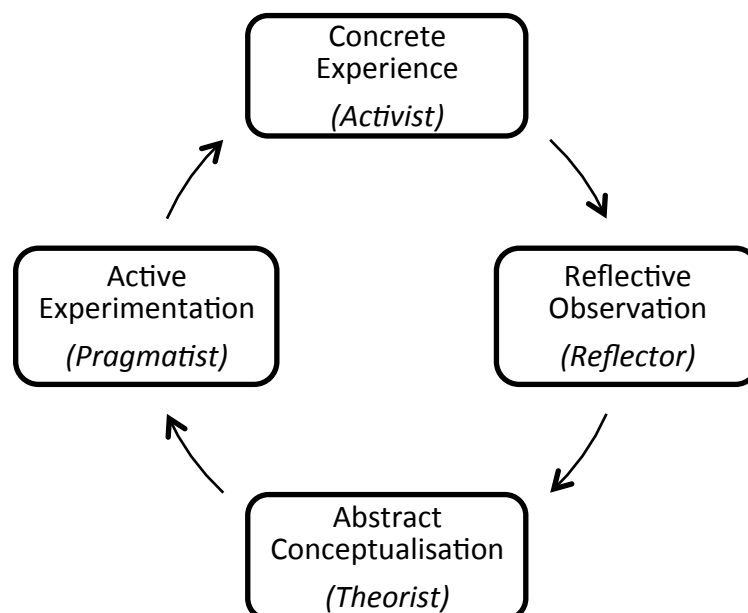 Concrete
Experience
(Activist)
Active
Experimentation
(Pragmatist)
Reflective
Observation
(Reflector)
Abstract
Conceptualisation
(Theorist)